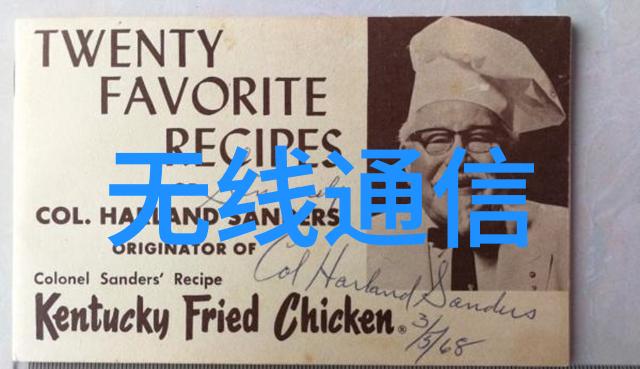 TWENTY
FAVORITE
RECIPES
无线通信
COL. HARLAND SANDERS
ORIGINATOR OF
Col Harland Sanders
Colonel Sanders' Recipe
Kentucky Fried Chicken®
3/5/68